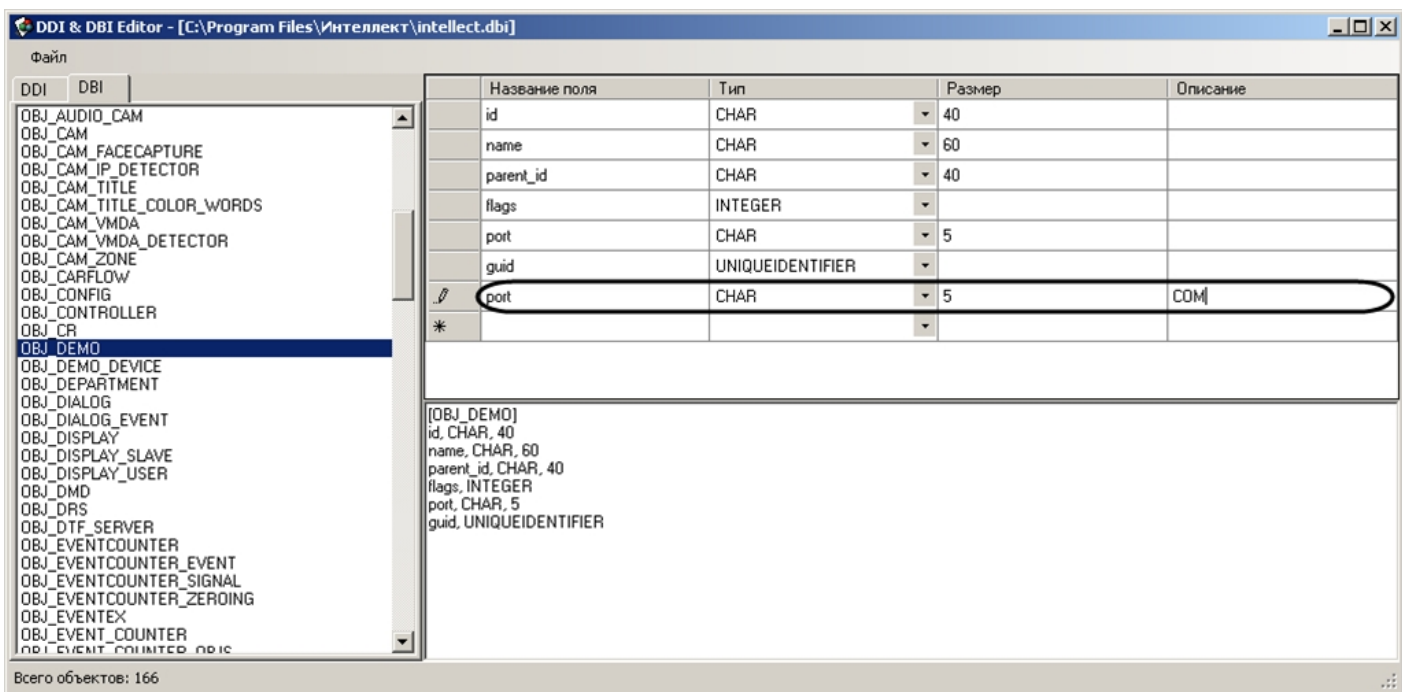 DDI & DBI Editor - [C:\Program Files\Интеллект\intellect.dbi]
Файл
DDI DBI
OBJ_AUDIO_CAM
OBJ_CAM
OBJ_CAM_FACECAPTURE
OBJ_CAM_IP_DETECTOR
OBJ_CAM_TITLE
OBJ_CAM_TITLE_COLOR_WORDS
OBJ_CAM_VMDA
OBJ_CAM_VMDA_DETECTOR
OBJ_CAM_ZONE
OBJ_CARFLOW
OBJ_CONFIG
OBJ_CONTROLLER
OBJ_CR
OBJ_DEMO
OBJ_DEMO_DEVICE
OBJ_DEPARTMENT
OBJ_DIALOG
OBJ_DIALOG_EVENT
OBJ_DISPLAY
OBJ_DISPLAY_SLAVE
OBJ_DISPLAY_USER
OBJ_DMD
OBJ_DRS
OBJ_DTF_SERVER
OBJ_EVENTCOUNTER
OBJ_EVENTCOUNTER_EVENT
OBJ_EVENTCOUNTER_SIGNAL
OBJ_EVENTCOUNTER_ZEROING
OBJ_EVENTEX
OBJ_EVENT_COUNTER
OBJ_EVENT_COUNTER_OBJS
Название поля Тип Размер Описание
id CHAR 40
name CHAR 60
parent_id CHAR 40
flags INTEGER
port CHAR 5
guid UNIQUEIDENTIFIER
port CHAR 5 COM
[OBJ_DEMO]
id, CHAR, 40
name, CHAR, 60
parent_id, CHAR, 40
flags, INTEGER
port, CHAR, 5
guid, UNIQUEIDENTIFIER
Всего объектов: 166